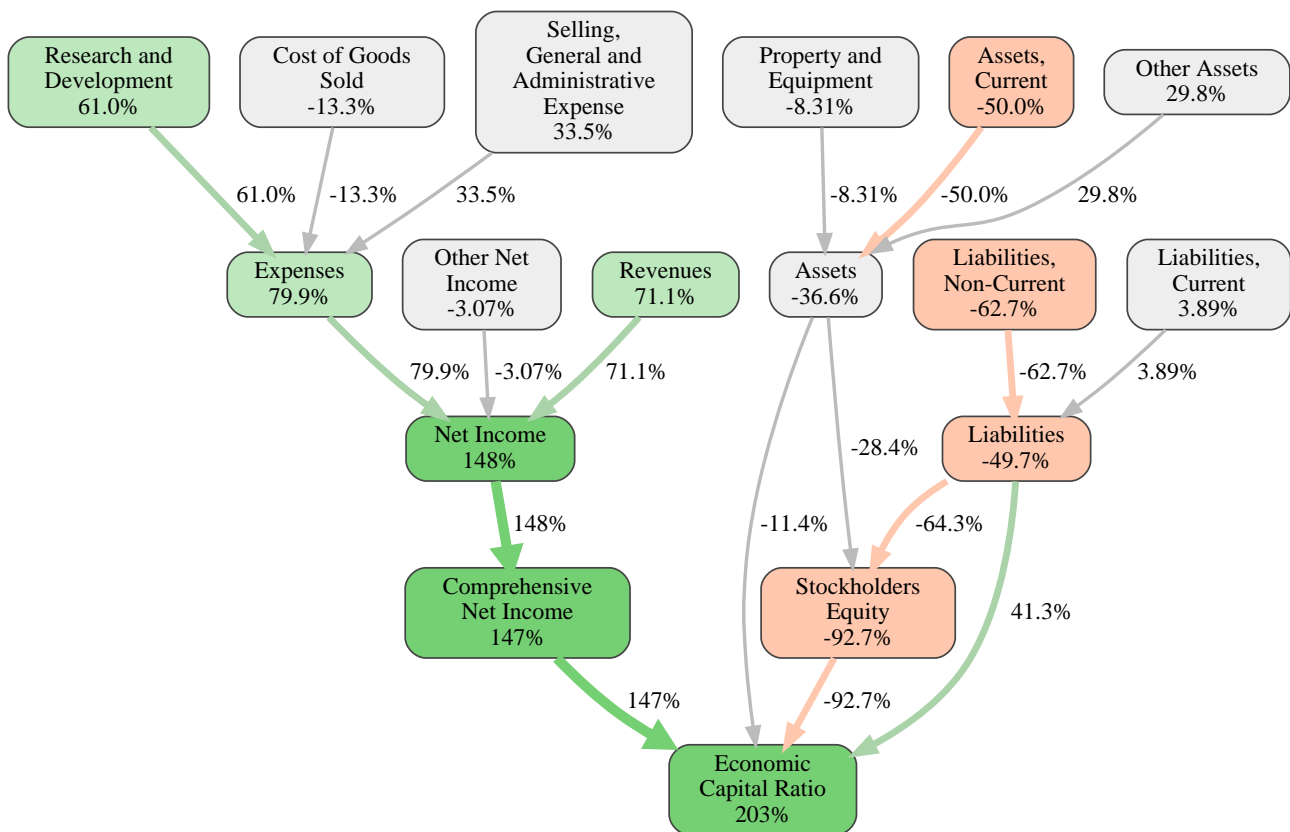 Research and
Development
61.0%
Cost of Goods
Sold
-13.3%
Selling,
General and
Administrative
Expense
33.5%
Property and
Equipment
-8.31%
Assets,
Current
-50.0%
Other Assets
29.8%
61.0%
-13.3%
33.5%
-8.31%
-50.0%
29.8%
Expenses
79.9%
Other Net
Income
-3.07%
Revenues
71.1%
Assets
-36.6%
Liabilities,
Non-Current
-62.7%
Liabilities,
Current
3.89%
79.9%
-3.07%
71.1%
-62.7%
3.89%
Net Income
148%
-28.4%
Liabilities
-49.7%
148%
-11.4%
-64.3%
Comprehensive
Net Income
147%
Stockholders
Equity
-92.7%
41.3%
147%
-92.7%
Economic
Capital Ratio
203%